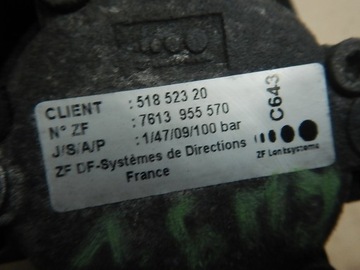 CLIENT : 518 523 20
N° ZF : 7613 955 570
J/S/A/P : 1/47/09/100 bar
ZF DF-Systèmes de Directions
France
C643
ZF Lenksysteme